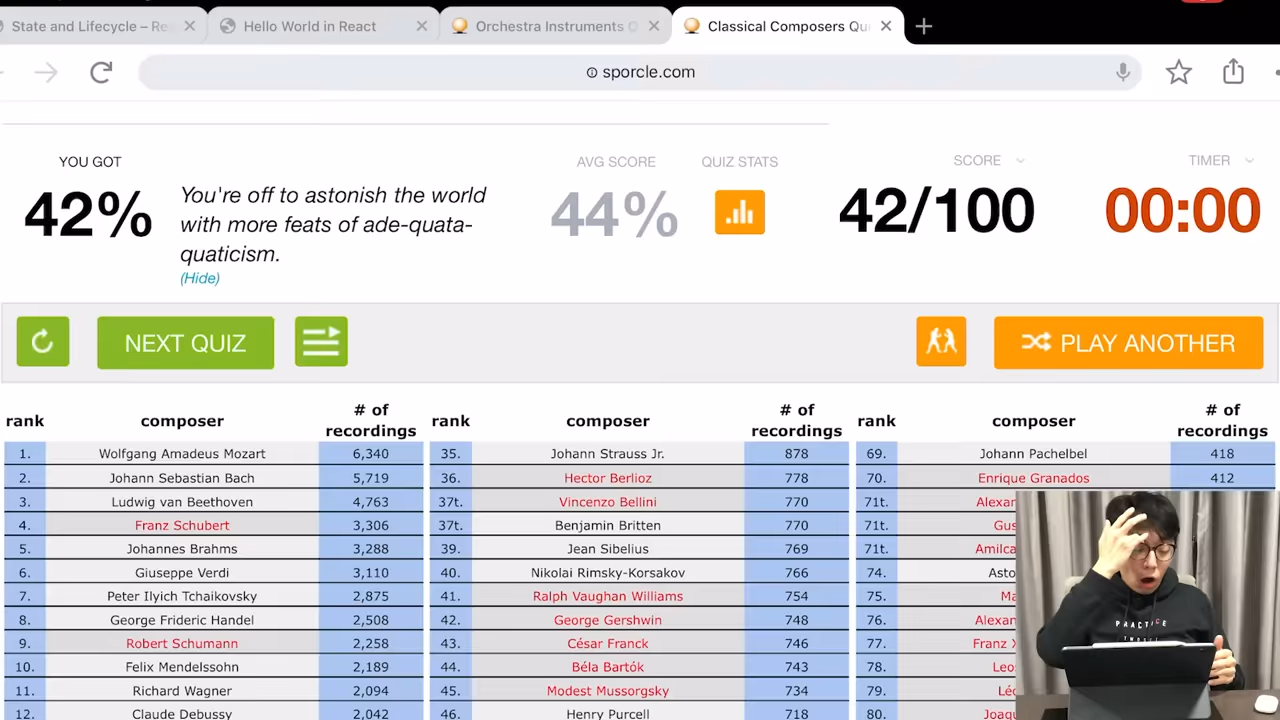 State and Lifecycle – Re
Hello World in React
Orchestra Instruments
Classical Composers Qu
sporcle.com
YOU GOT
42%
You're off to astonish the world
with more feats of ade-quata-
quaticism.
(Hide)
AVG SCORE
44%
QUIZ STATS
SCORE
42/100
TIMER
00:00
NEXT QUIZ
PLAY ANOTHER
rank composer # of recordings
1. Wolfgang Amadeus Mozart 6,340
2. Johann Sebastian Bach 5,719
3. Ludwig van Beethoven 4,763
4. Franz Schubert 3,306
5. Johannes Brahms 3,288
6. Giuseppe Verdi 3,110
7. Peter Ilyich Tchaikovsky 2,875
8. George Frideric Handel 2,508
9. Robert Schumann 2,258
10. Felix Mendelssohn 2,189
11. Richard Wagner 2,094
12. Claude Debussy 2,042
rank composer # of recordings
35. Johann Strauss Jr. 878
36. Hector Berlioz 778
37t. Vincenzo Bellini 770
37t. Benjamin Britten 770
39. Jean Sibelius 769
40. Nikolai Rimsky-Korsakov 766
41. Ralph Vaughan Williams 754
42. George Gershwin 748
43. César Franck 746
44. Béla Bartók 743
45. Modest Mussorgsky 734
46. Henry Purcell 718
rank composer # of recordings
69. Johann Pachelbel 418
70. Enrique Granados 412
71t. Alexan
71t. Gus
71t. Amilca
74. Asto
75. Ma
76. Alexan
77. Franz X
78. Leo
79. Léo
80. Joaq
PRACTICE